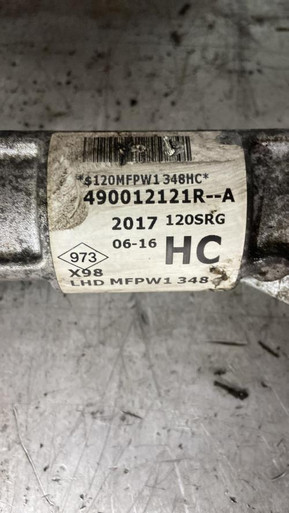 *$120MFPW1 348HC*
490012121R--A
2017 120SRG
06-16 HC
973
X98
LHD MFPW1 348